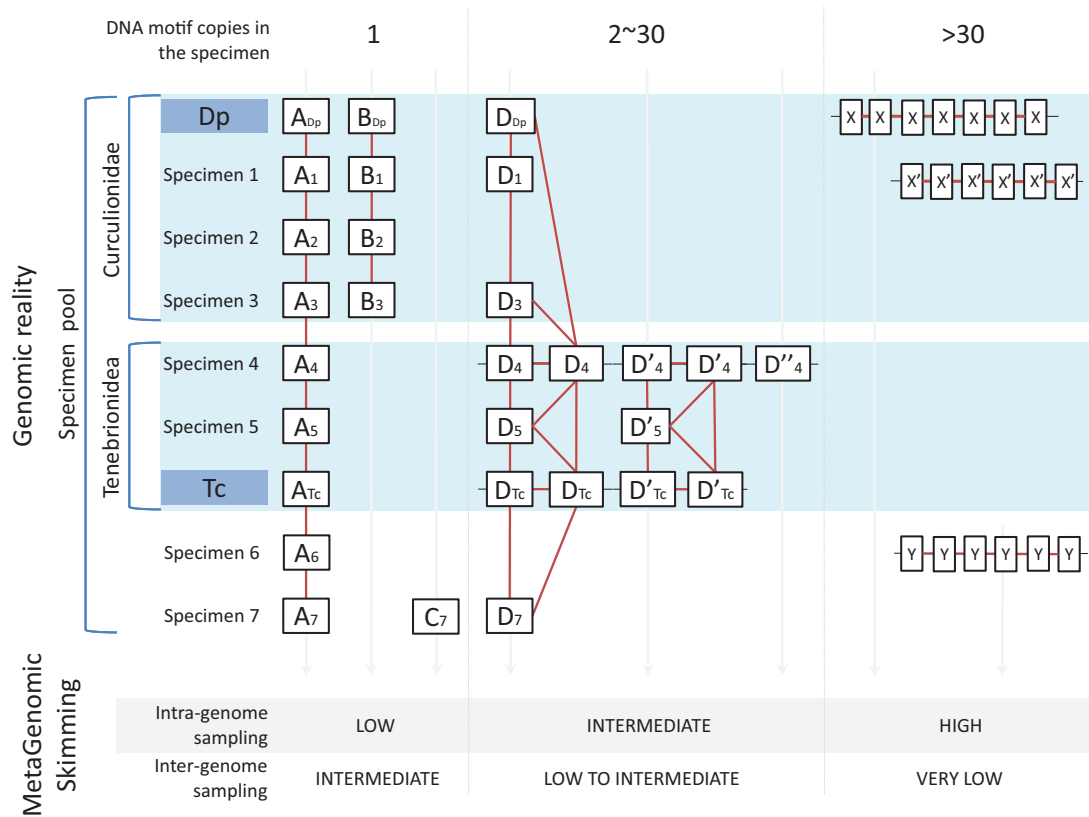 DNA motif copies in
the specimen
1
2~30
>30
Genomic reality
Specimen pool
Curculionidae
Dp
A Dp B Dp D Dp X X X X X X X
Specimen 1 A1 B1 D1 X' X' X' X' X' X'
Specimen 2 A2 B2
Specimen 3 A3 B3 D3
Tenebrionidea
Specimen 4 A4 D4 D4 D'4 D'4 D''4
Specimen 5 A5 D5 D'5
Tc ATc DTc DTc D'Tc D'Tc
Specimen 6 A6 Y Y Y Y Y Y
Specimen 7 A7 C7 D7
MetaGenomic
Skimming
Intra-genome
sampling
LOW
INTERMEDIATE
HIGH
Inter-genome
sampling
INTERMEDIATE
LOW TO INTERMEDIATE
VERY LOW